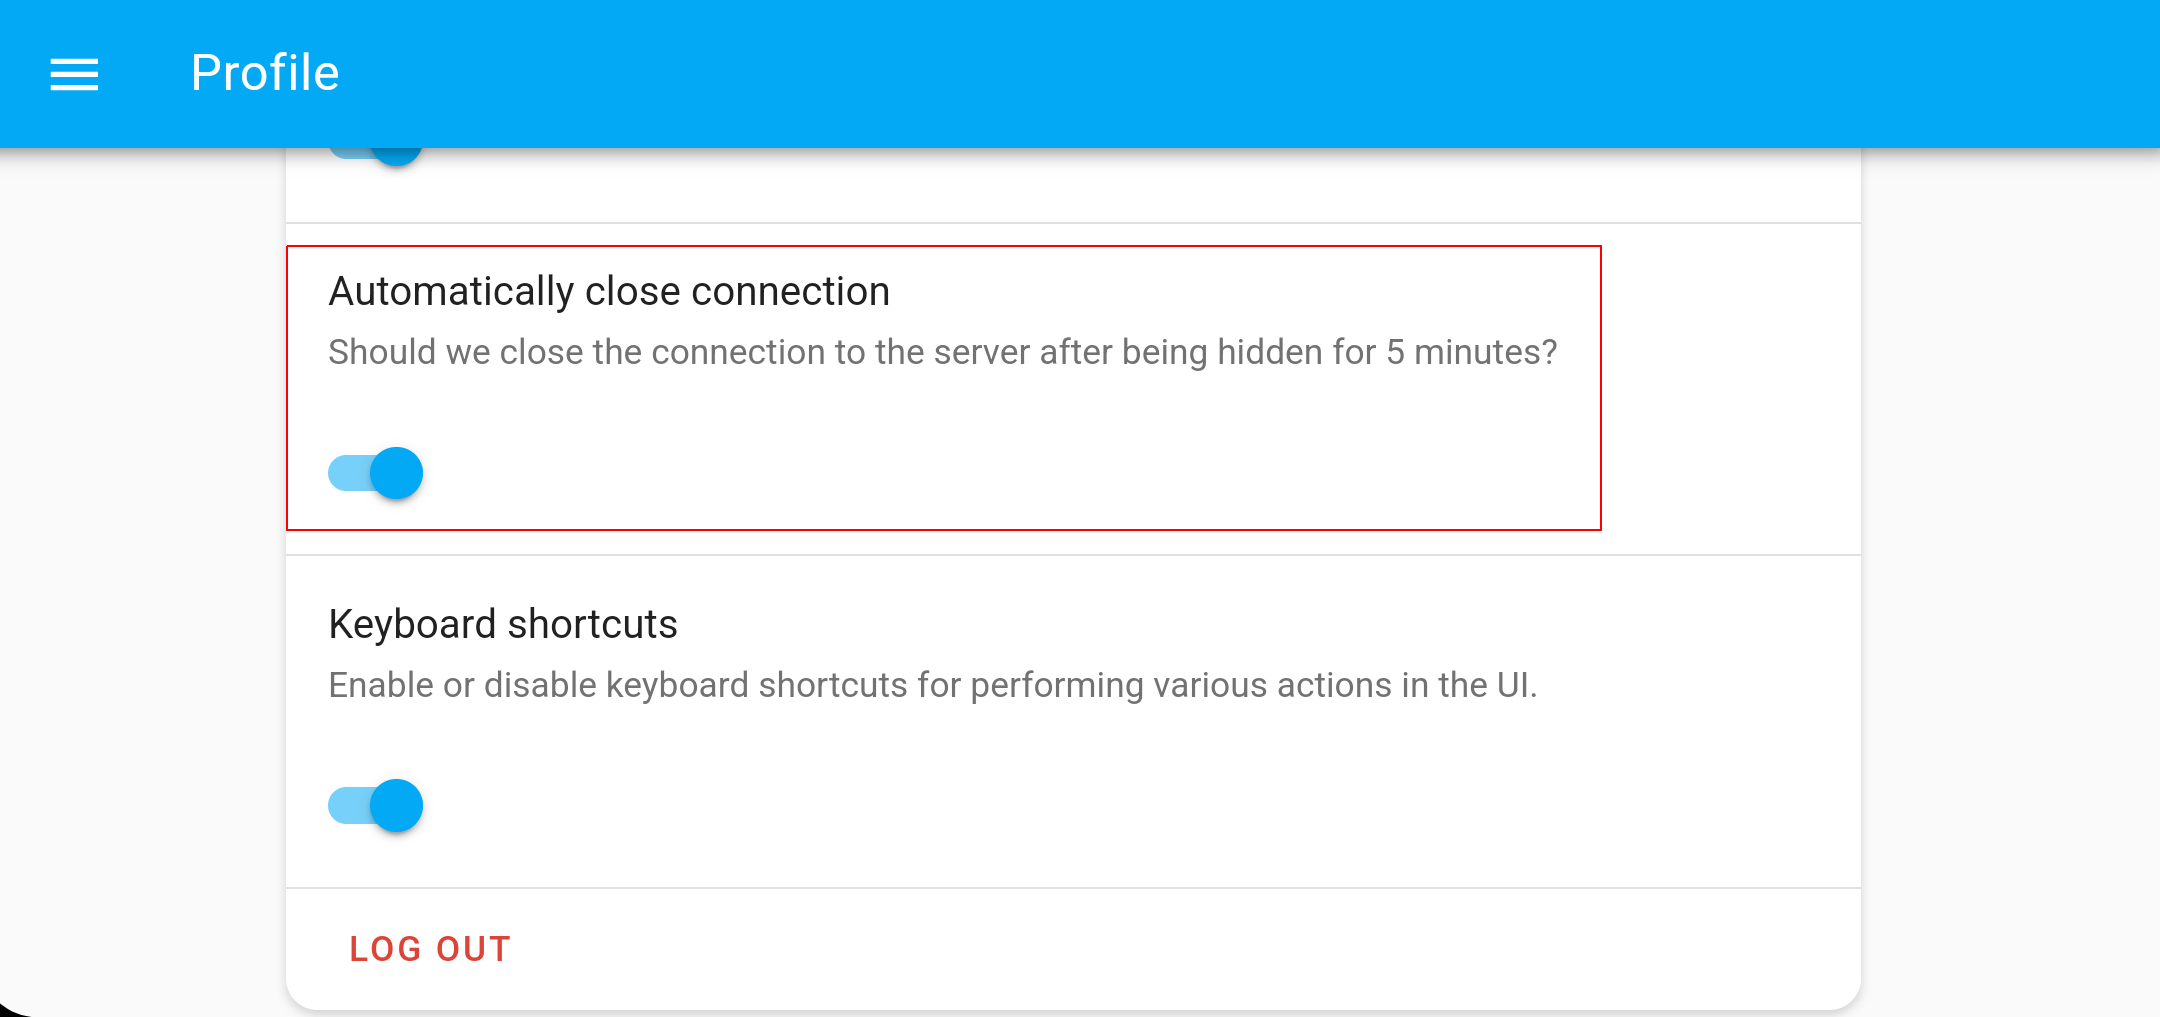 Profile
Automatically close connection
Should we close the connection to the server after being hidden for 5 minutes?
Keyboard shortcuts
Enable or disable keyboard shortcuts for performing various actions in the UI.
LOG OUT